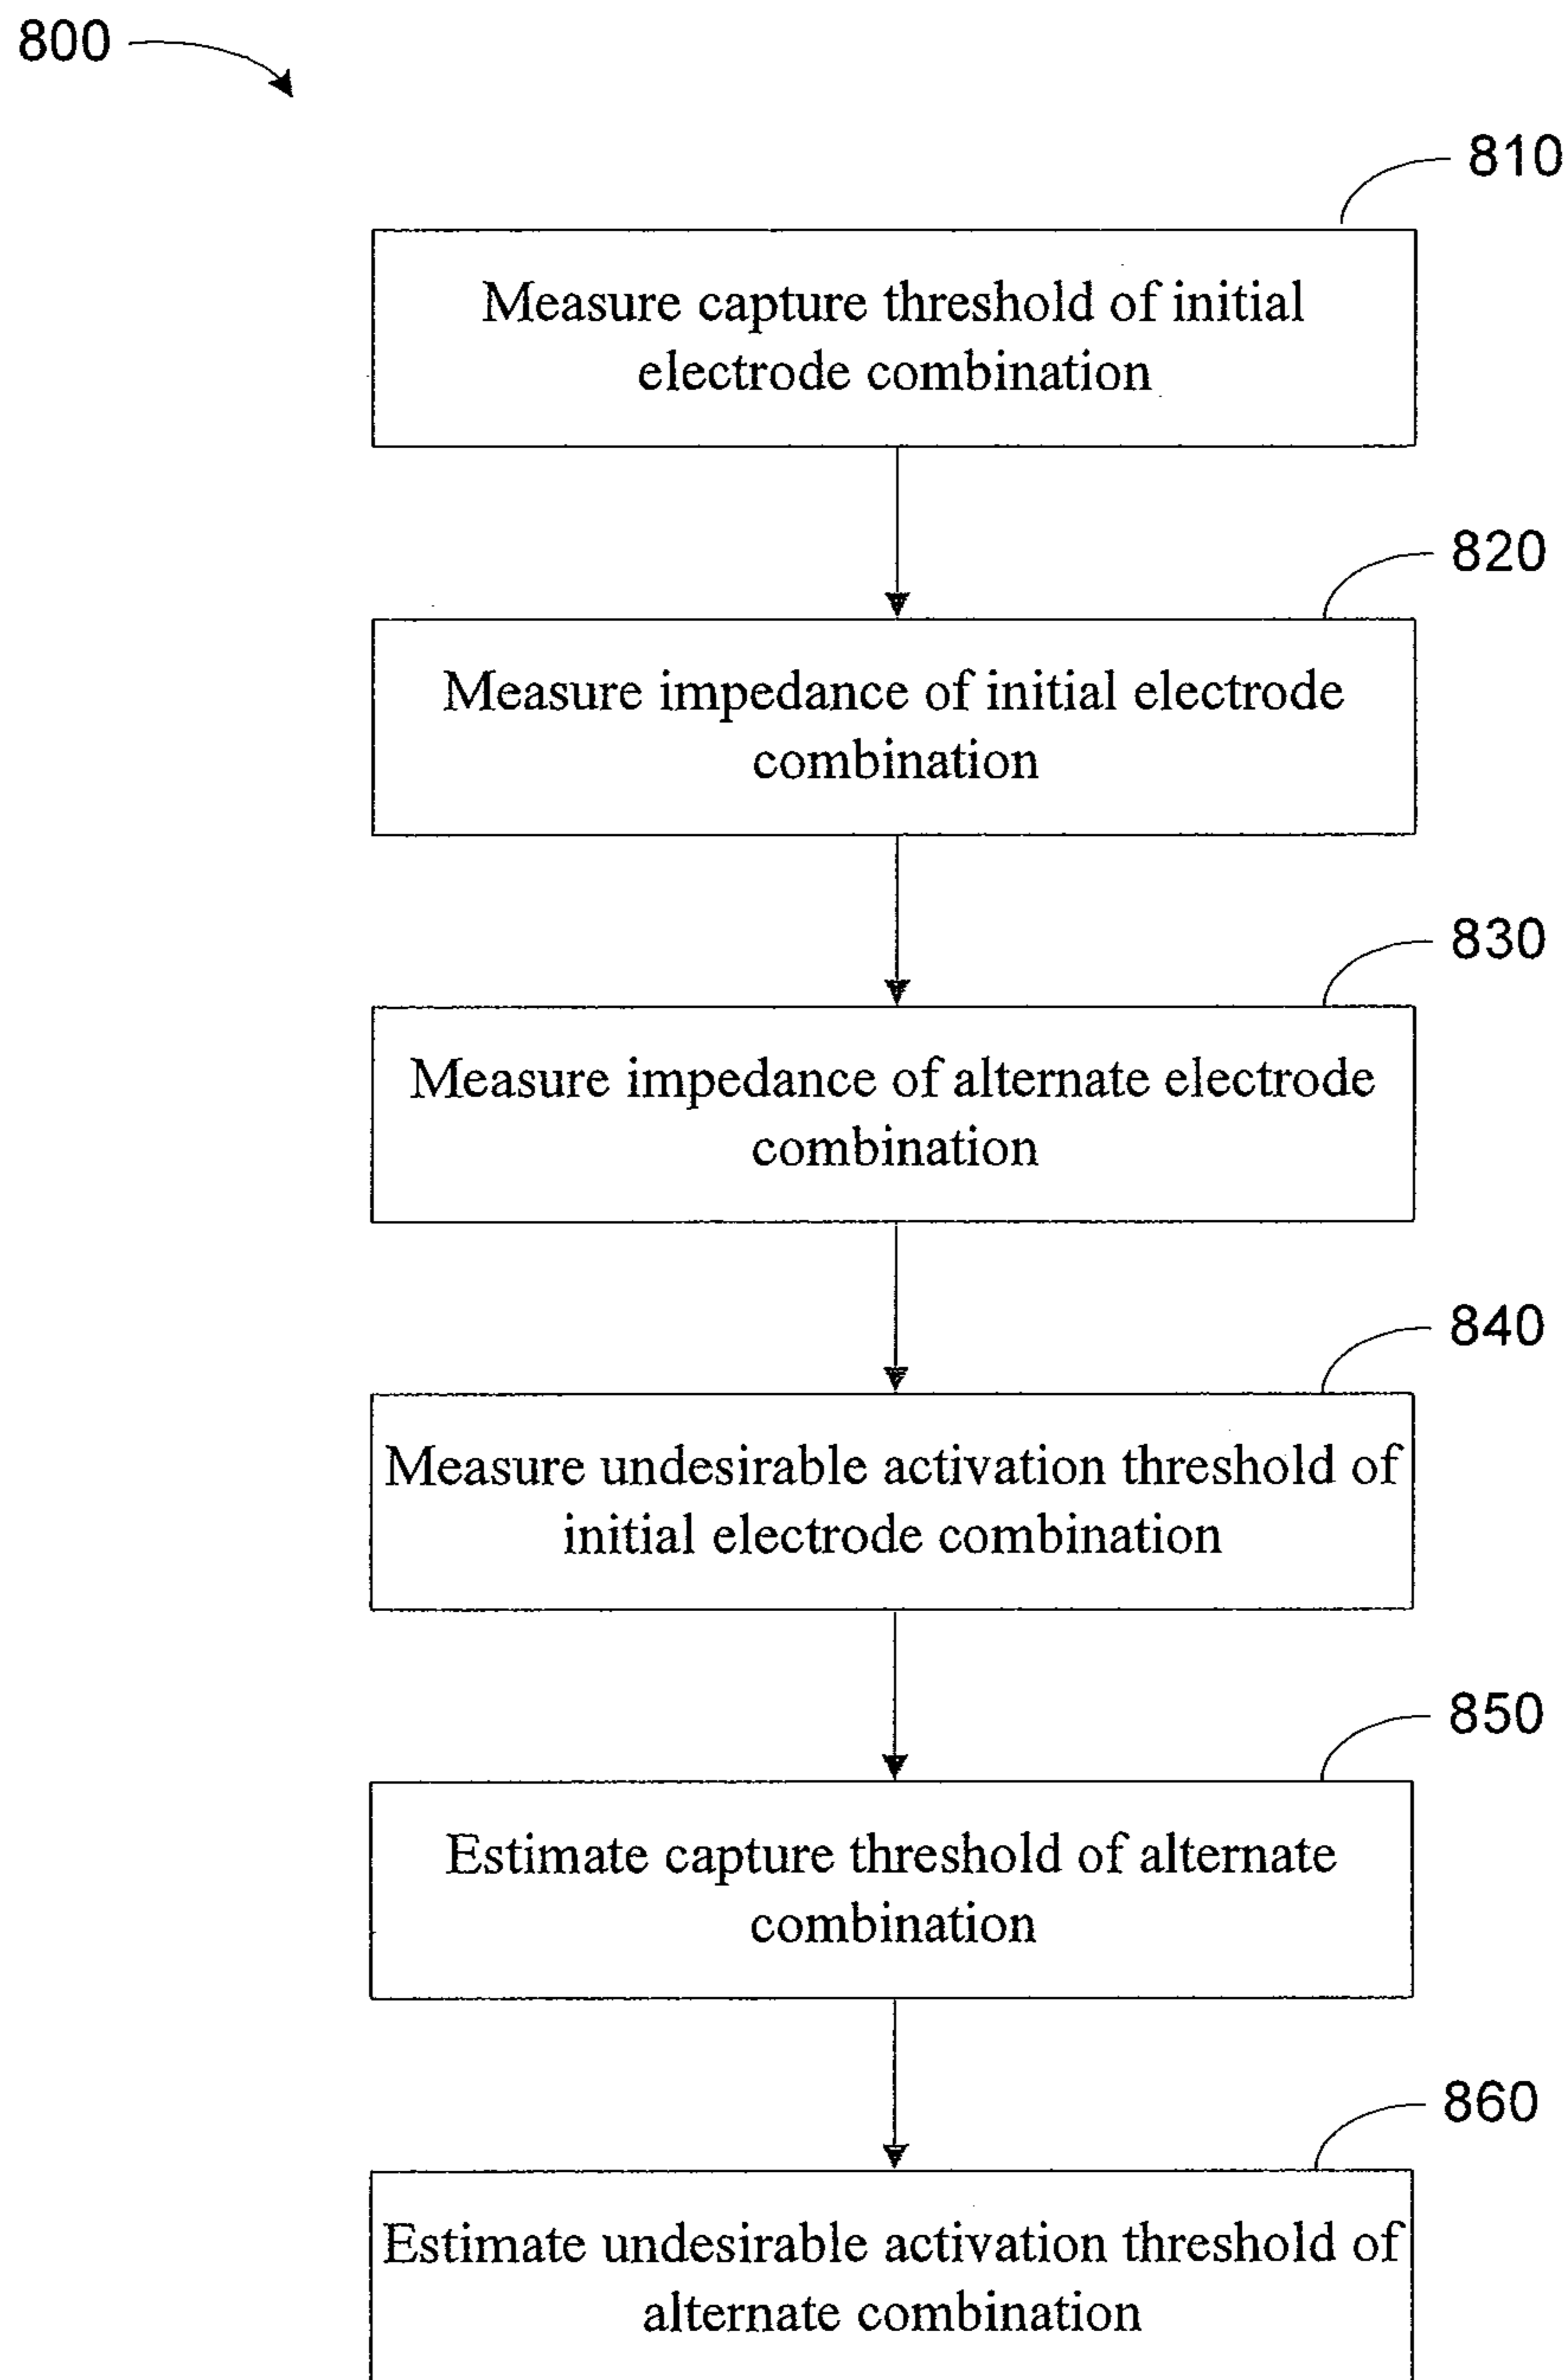 800
810
Measure capture threshold of initial
electrode combination
820
Measure impedance of initial electrode
combination
830
Measure impedance of alternate electrode
combination
840
Measure undesirable activation threshold of
initial electrode combination
850
Estimate capture threshold of alternate
combination
860
Estimate undesirable activation threshold of
alternate combination